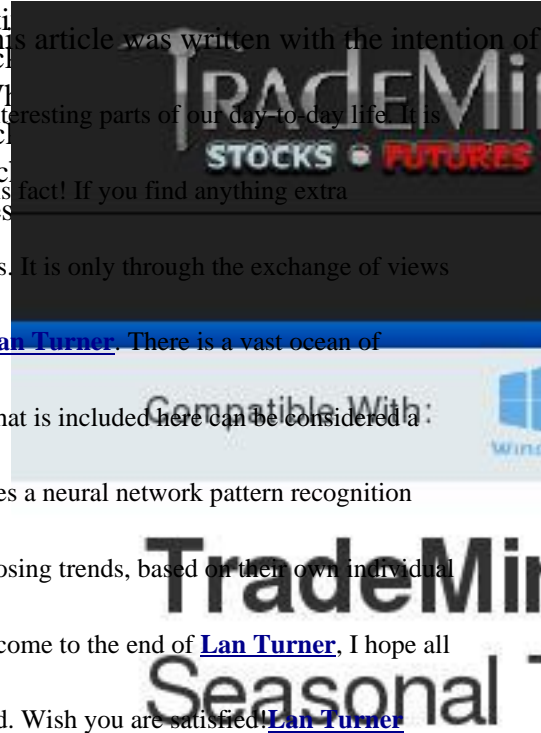 his article was written with the intention of
TRADEMi
STOCKS FUTURES
teresting parts of our day-to-day life. It is
s fact! If you find anything extra
s. It is only through the exchange of views
an Turner. There is a vast ocean of
hat is included here can be considered a
Compatible With:
Wind
es a neural network pattern recognition
osing trends, based on their own individual
TradeMi
come to the end of Lan Turner, I hope all
Seasonal T
d. Wish you are satisfied!Lan Turner